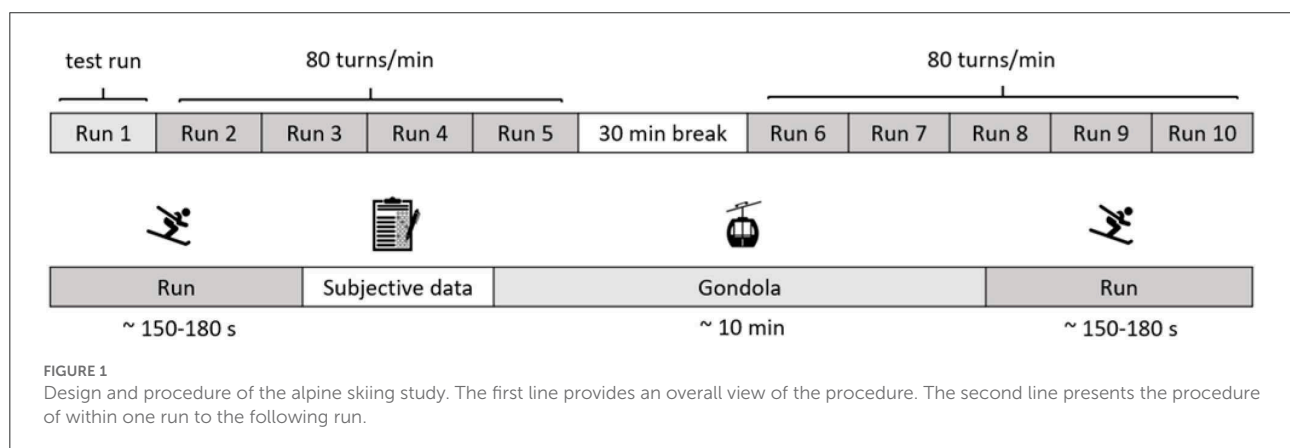 test run 80 turns/min 80 turns/min
Run 1 Run 2 Run 3 Run 4 Run 5 30 min break Run 6 Run 7 Run 8 Run 9 Run 10
Run Subjective data Gondola Run
~ 150-180 s ~ 10 min ~ 150-180 s
FIGURE 1
Design and procedure of the alpine skiing study. The first line provides an overall view of the procedure. The second line presents the procedure
of within one run to the following run.